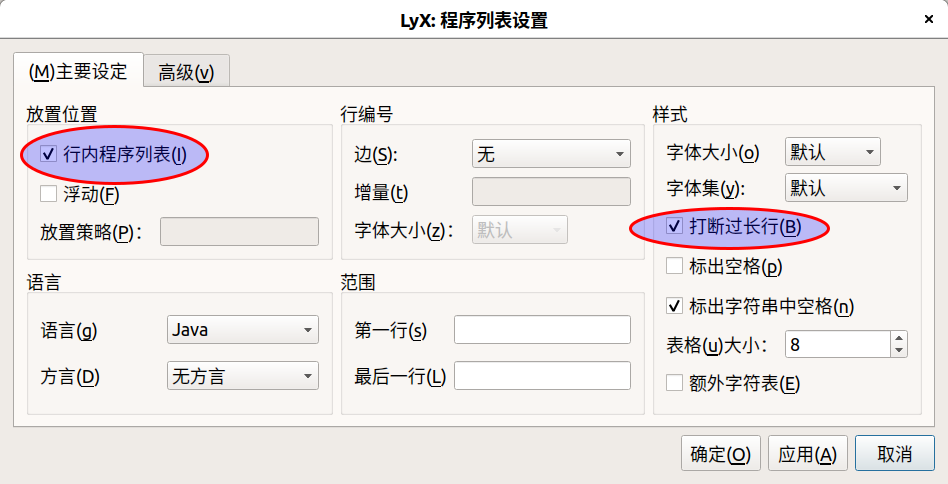 LyX: 程序列表设置
(M)主要设定
高级(v)
放置位置
行内程序列表(I)
浮动(F)
放置策略(P):
语言
语言(g)
Java
方言(D)
无方言
行编号
边(S):
无
增量(t)
字体大小(z):
默认
范围
第一行(s)
最后一行(L)
样式
字体大小(o)
默认
字体集(y):
默认
打断过长行(B)
标出空格(p)
标出字符串中空格(n)
表格(u)大小:
8
额外字符表(E)
确定(O)
应用(A)
取消